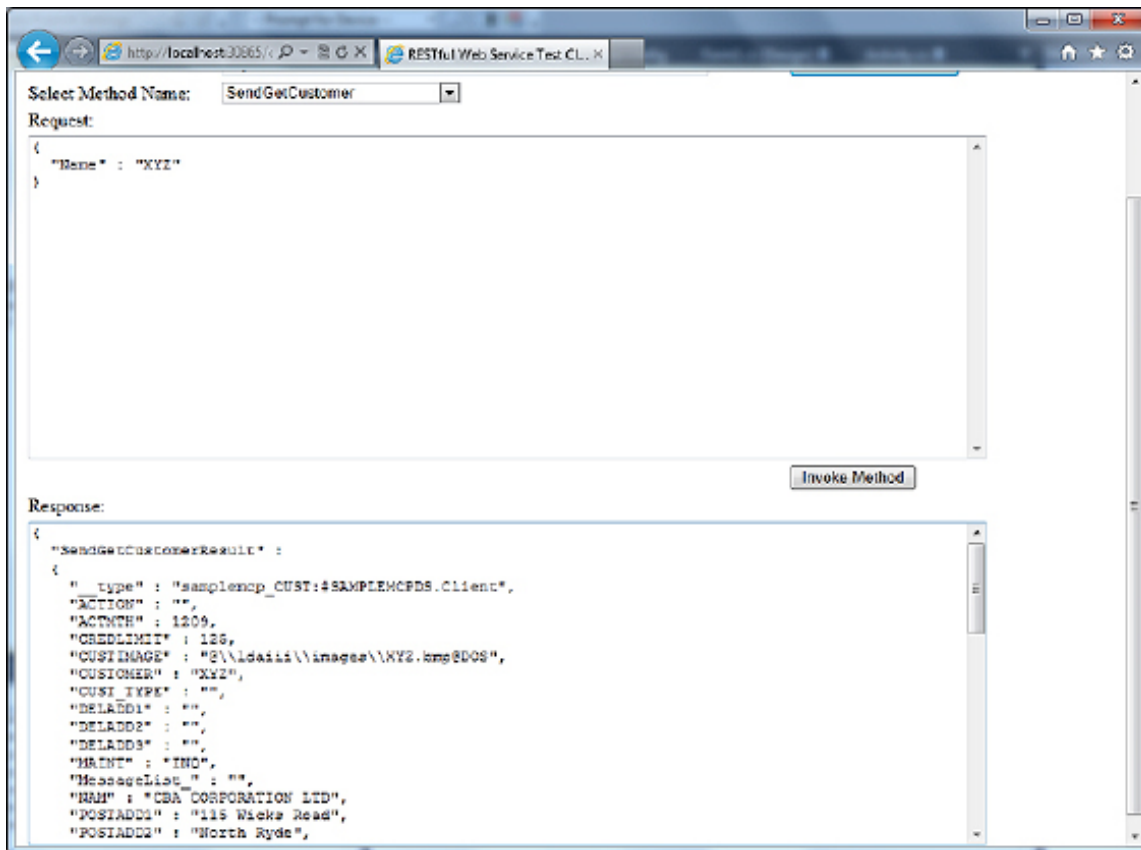 http://localhost:30865/
RESTful Web Service Test Cl...
Select Method Name: SendGetCustomer
Request:
{
"Name" : "XYZ"
}
Invoke Method
Response:
{
"SendGetCustomerResult" :
{
"__type" : "samplemcp_CUST:#SAMPLEMCPDS.Client",
"ACTION" : "",
"ACTMTH" : 1209,
"CREDLIMIT" : 125,
"CUSTIMAGE" : "@\\ldaiii\\images\\XYZ.bmp@DOS",
"CUSTOMER" : "XYZ",
"CUST_TYPE" : "",
"DELADD1" : "",
"DELADD2" : "",
"DELADD3" : "",
"MAINT" : "INQ",
"MessageList_" : "",
"NAM" : "CBA CORPORATION LTD",
"POSTADD1" : "115 Wicks Road",
"POSTADD2" : "North Ryde",